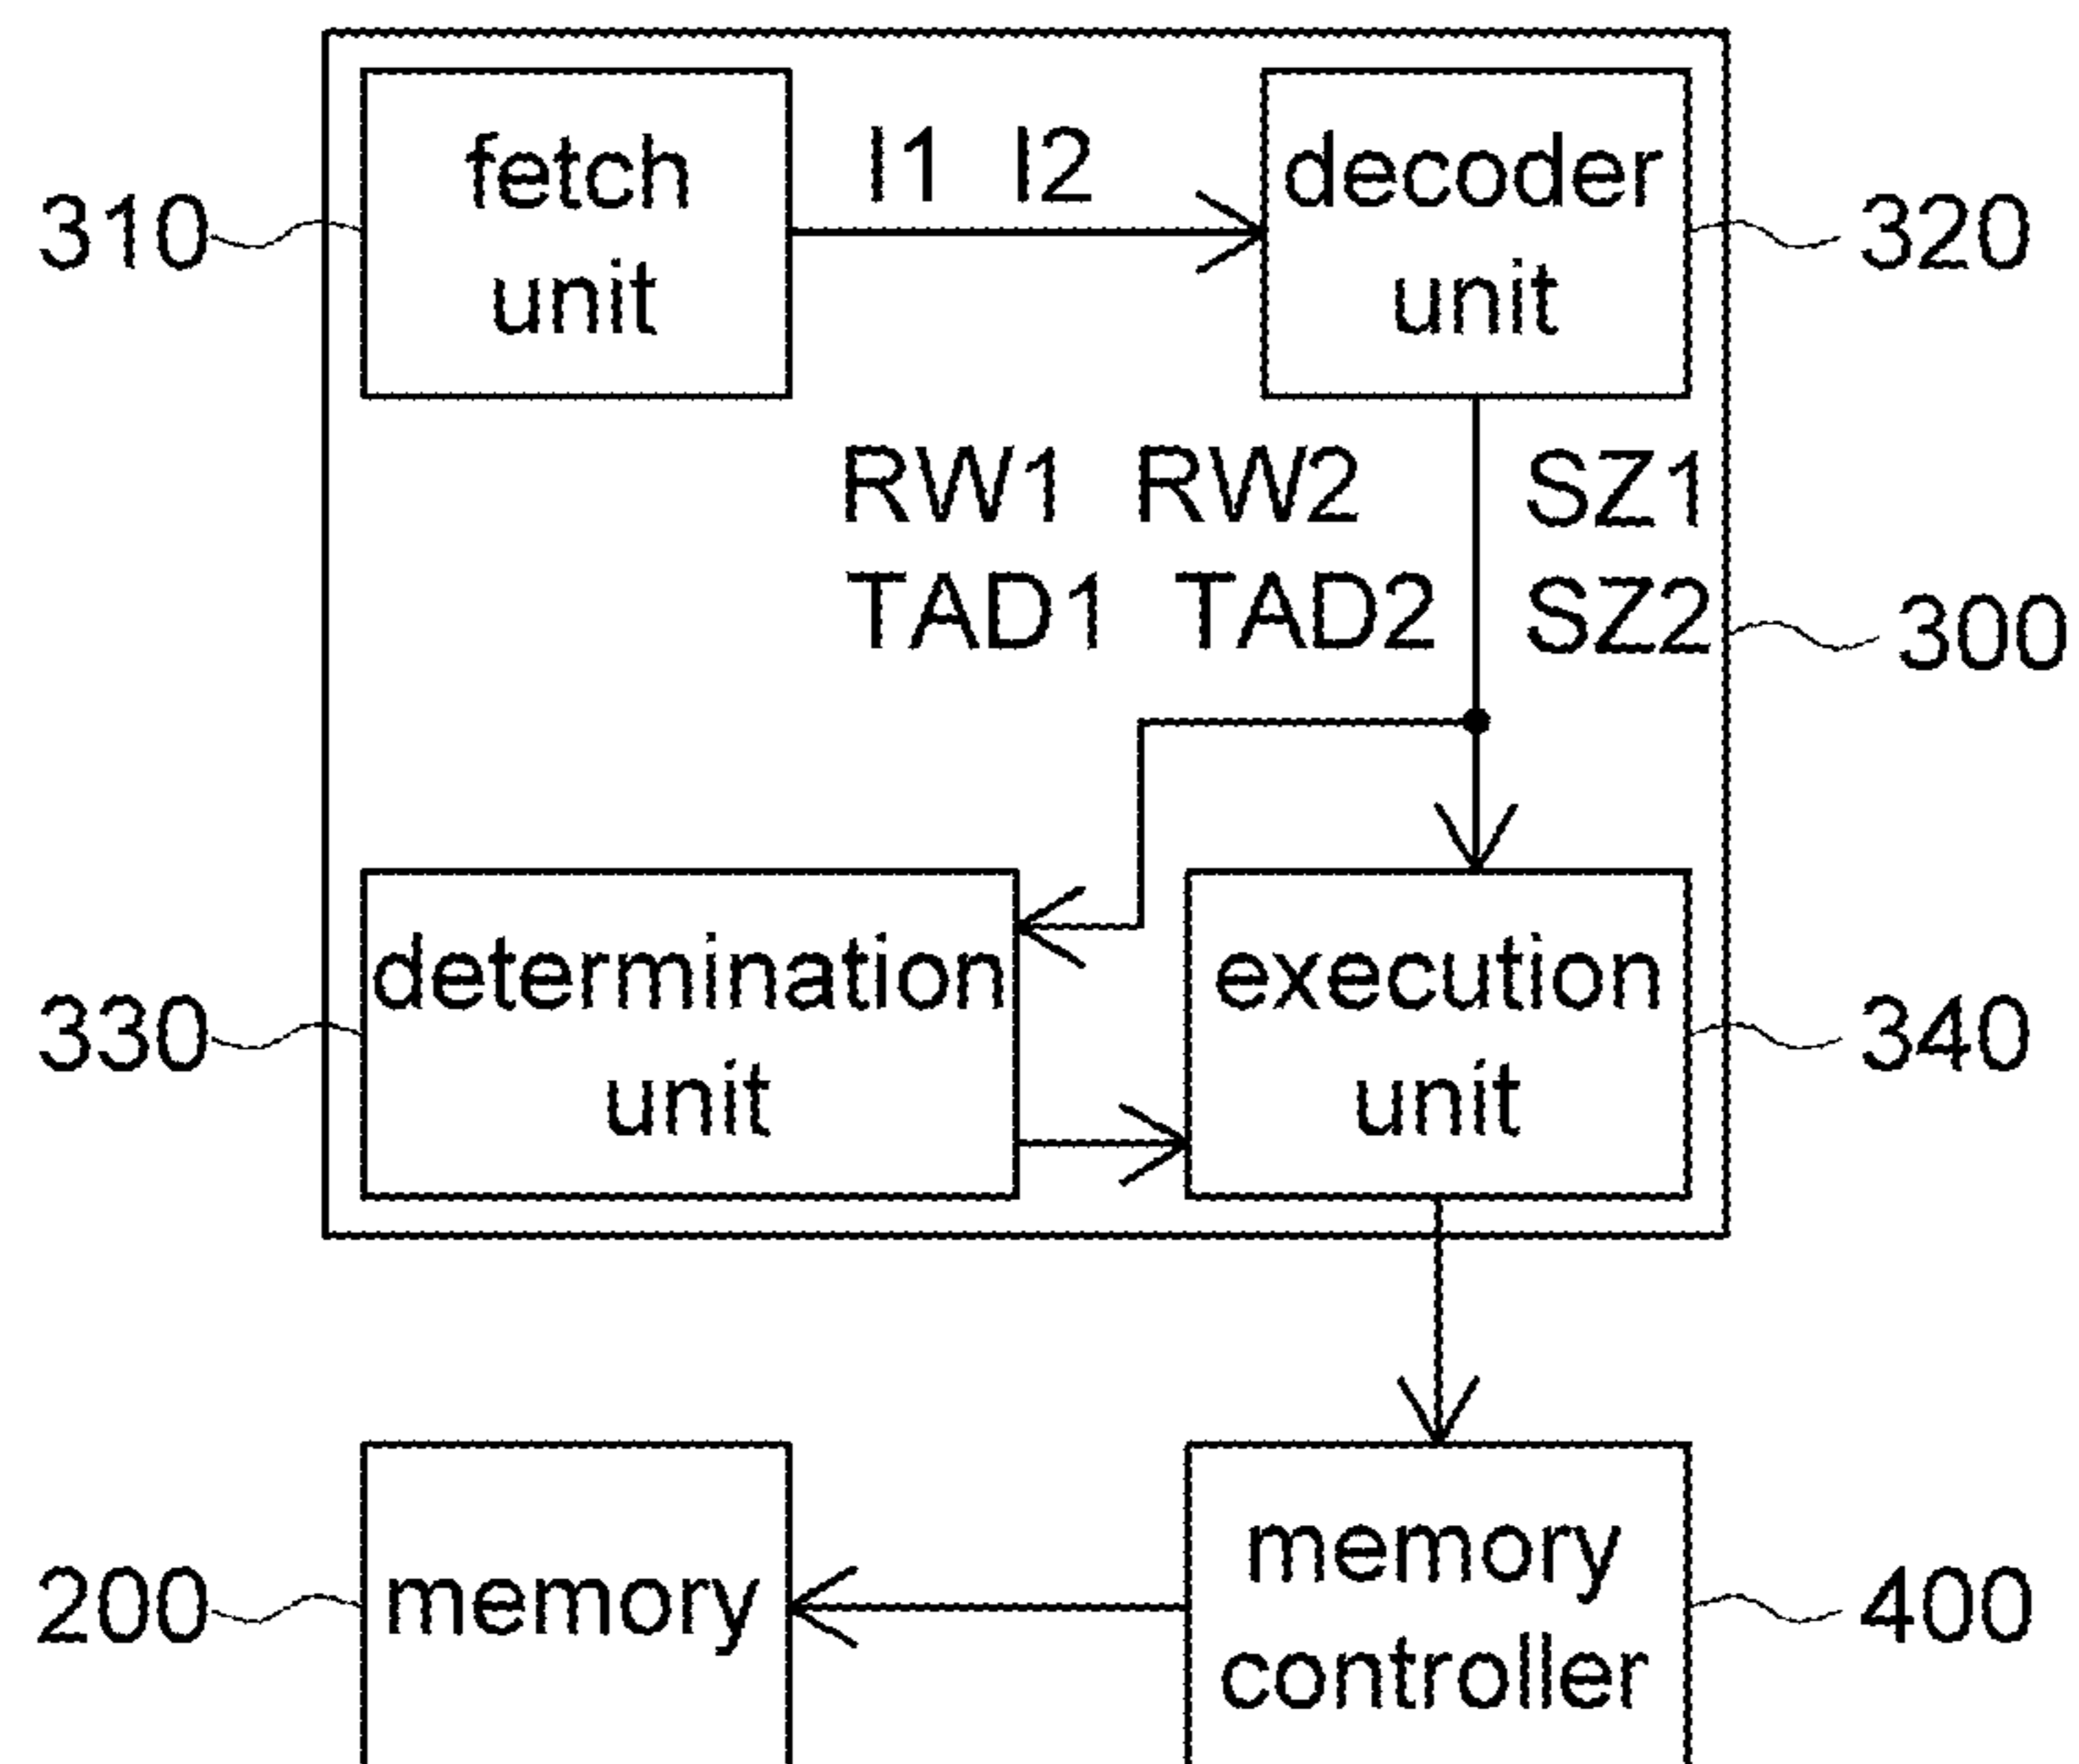 fetch
unit
I1 I2
decoder
unit
310
320
RW1 RW2 SZ1
TAD1 TAD2 SZ2
300
determination
unit
execution
unit
330
340
memory
memory
controller
200
400